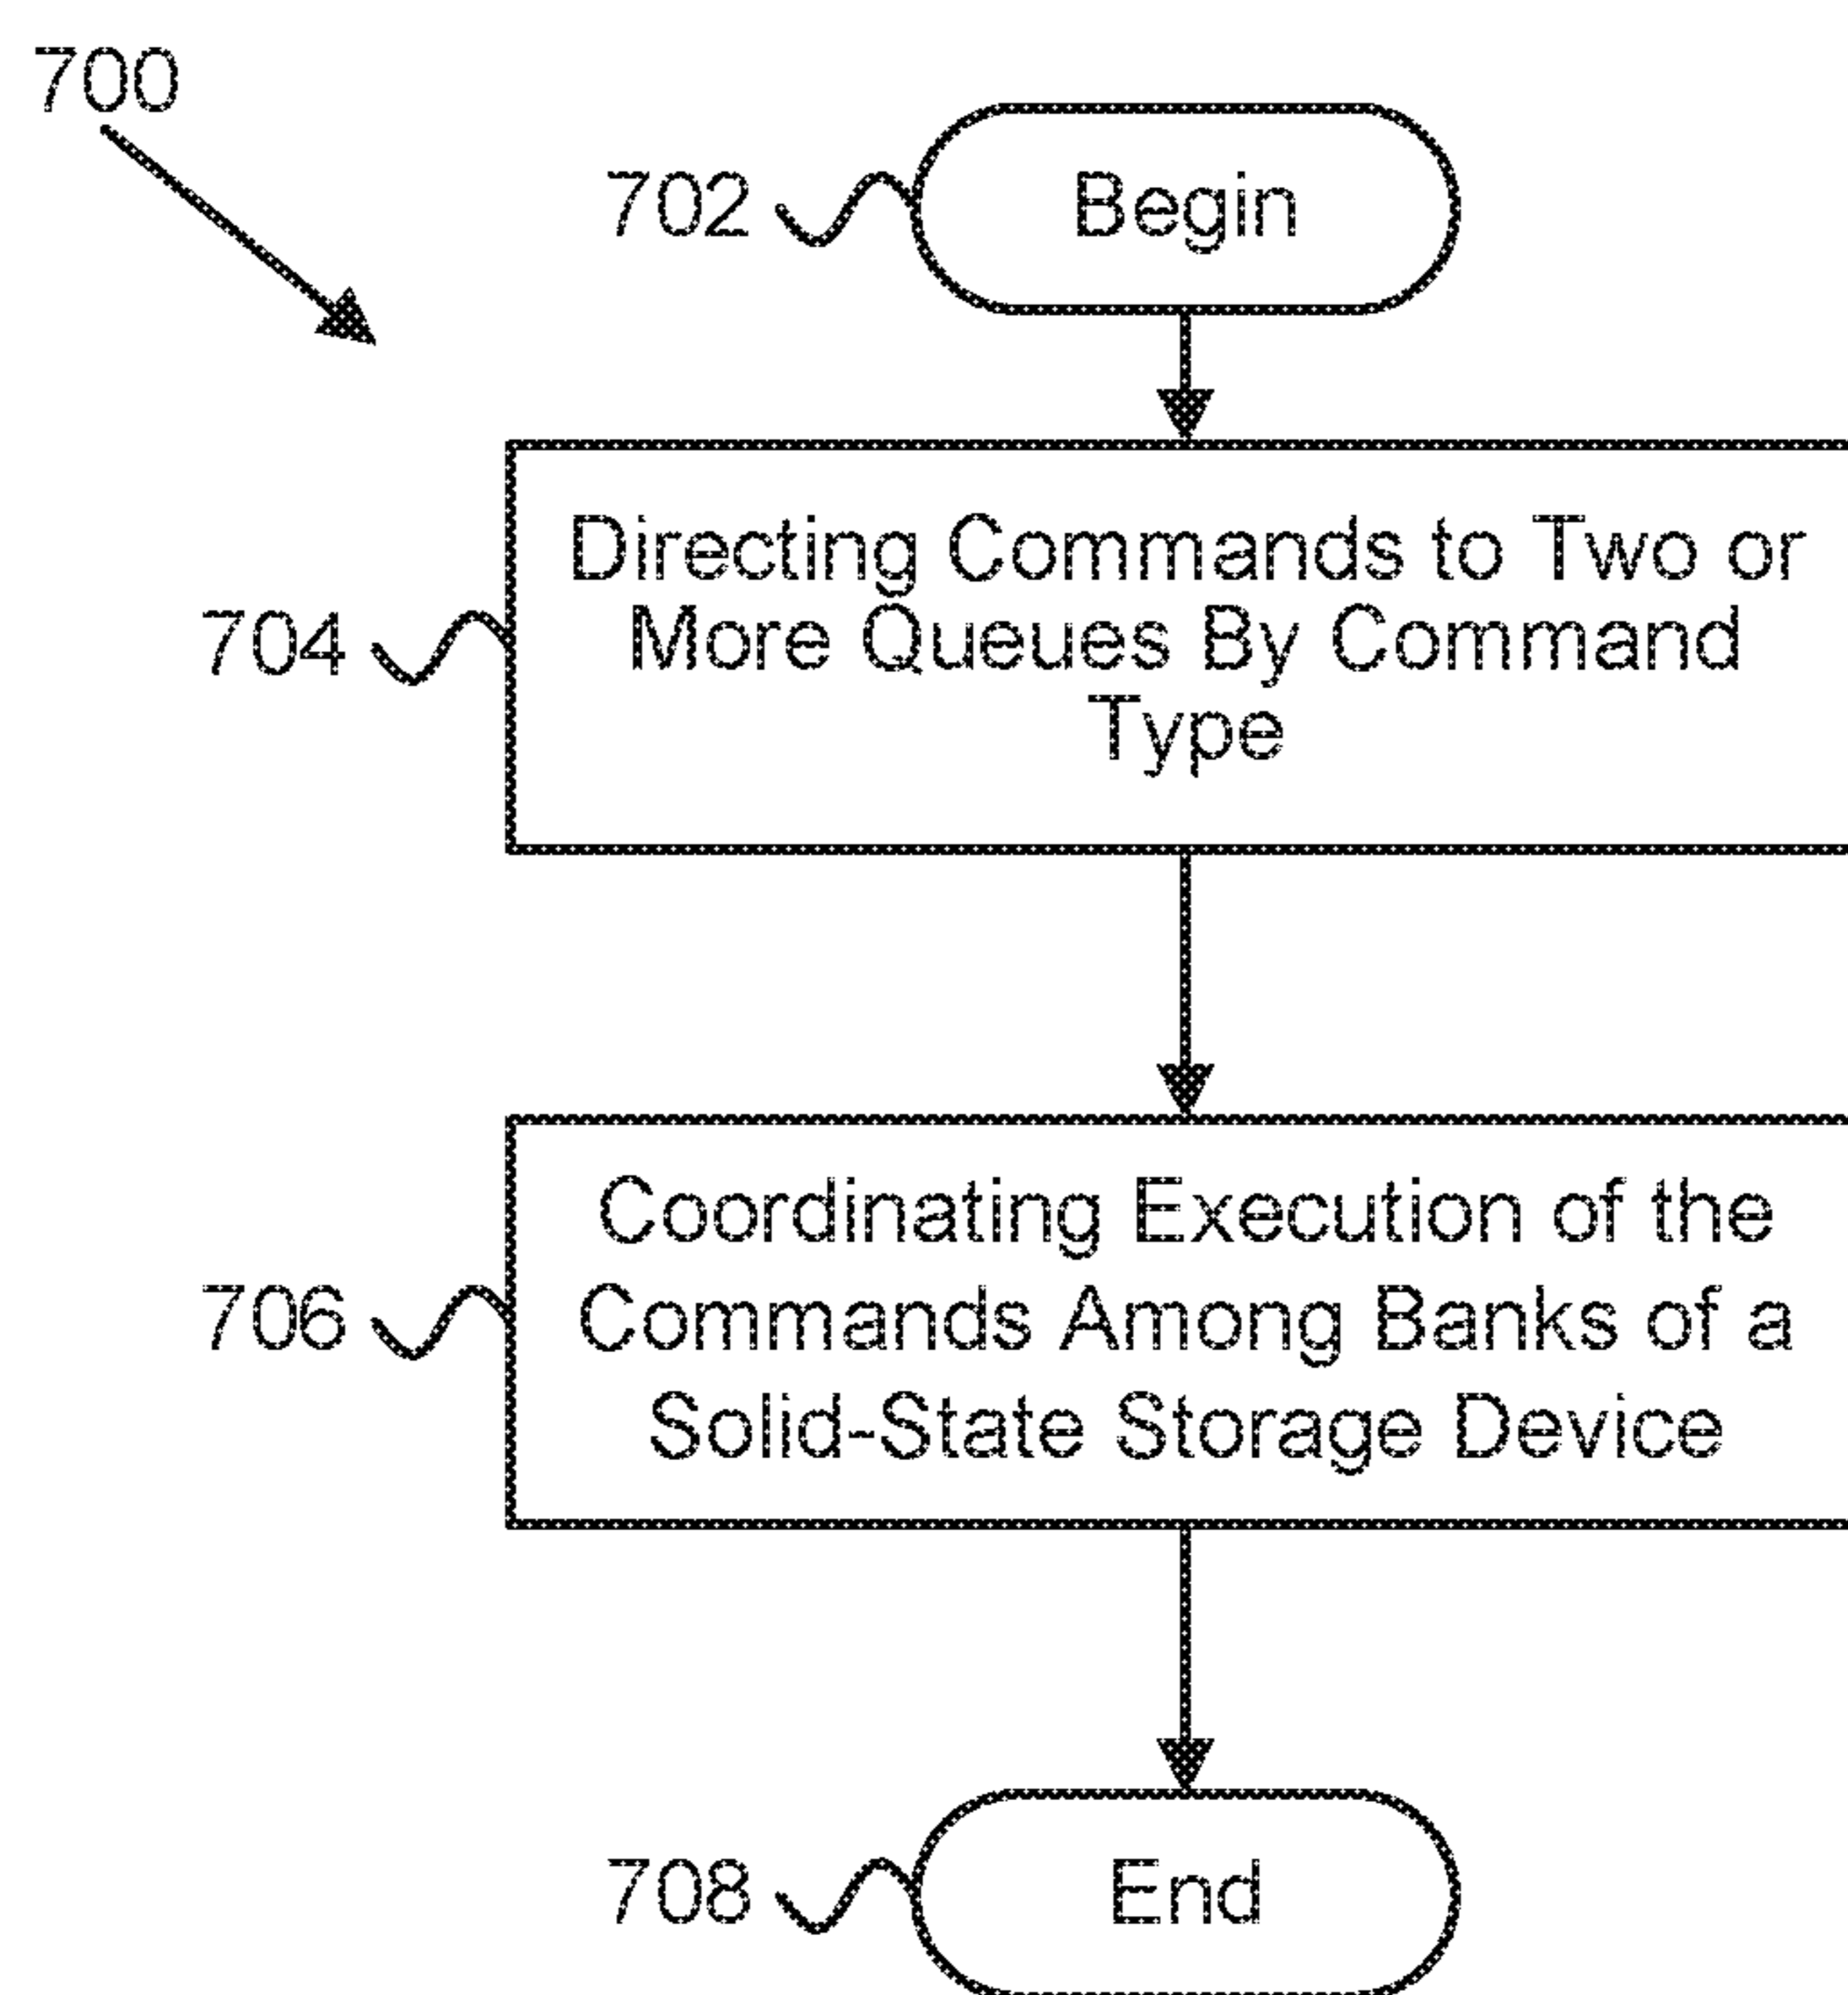 700
702
Begin
704
Directing Commands to Two or
More Queues By Command
Type
706
Coordinating Execution of the
Commands Among Banks of a
Solid-State Storage Device
708
End